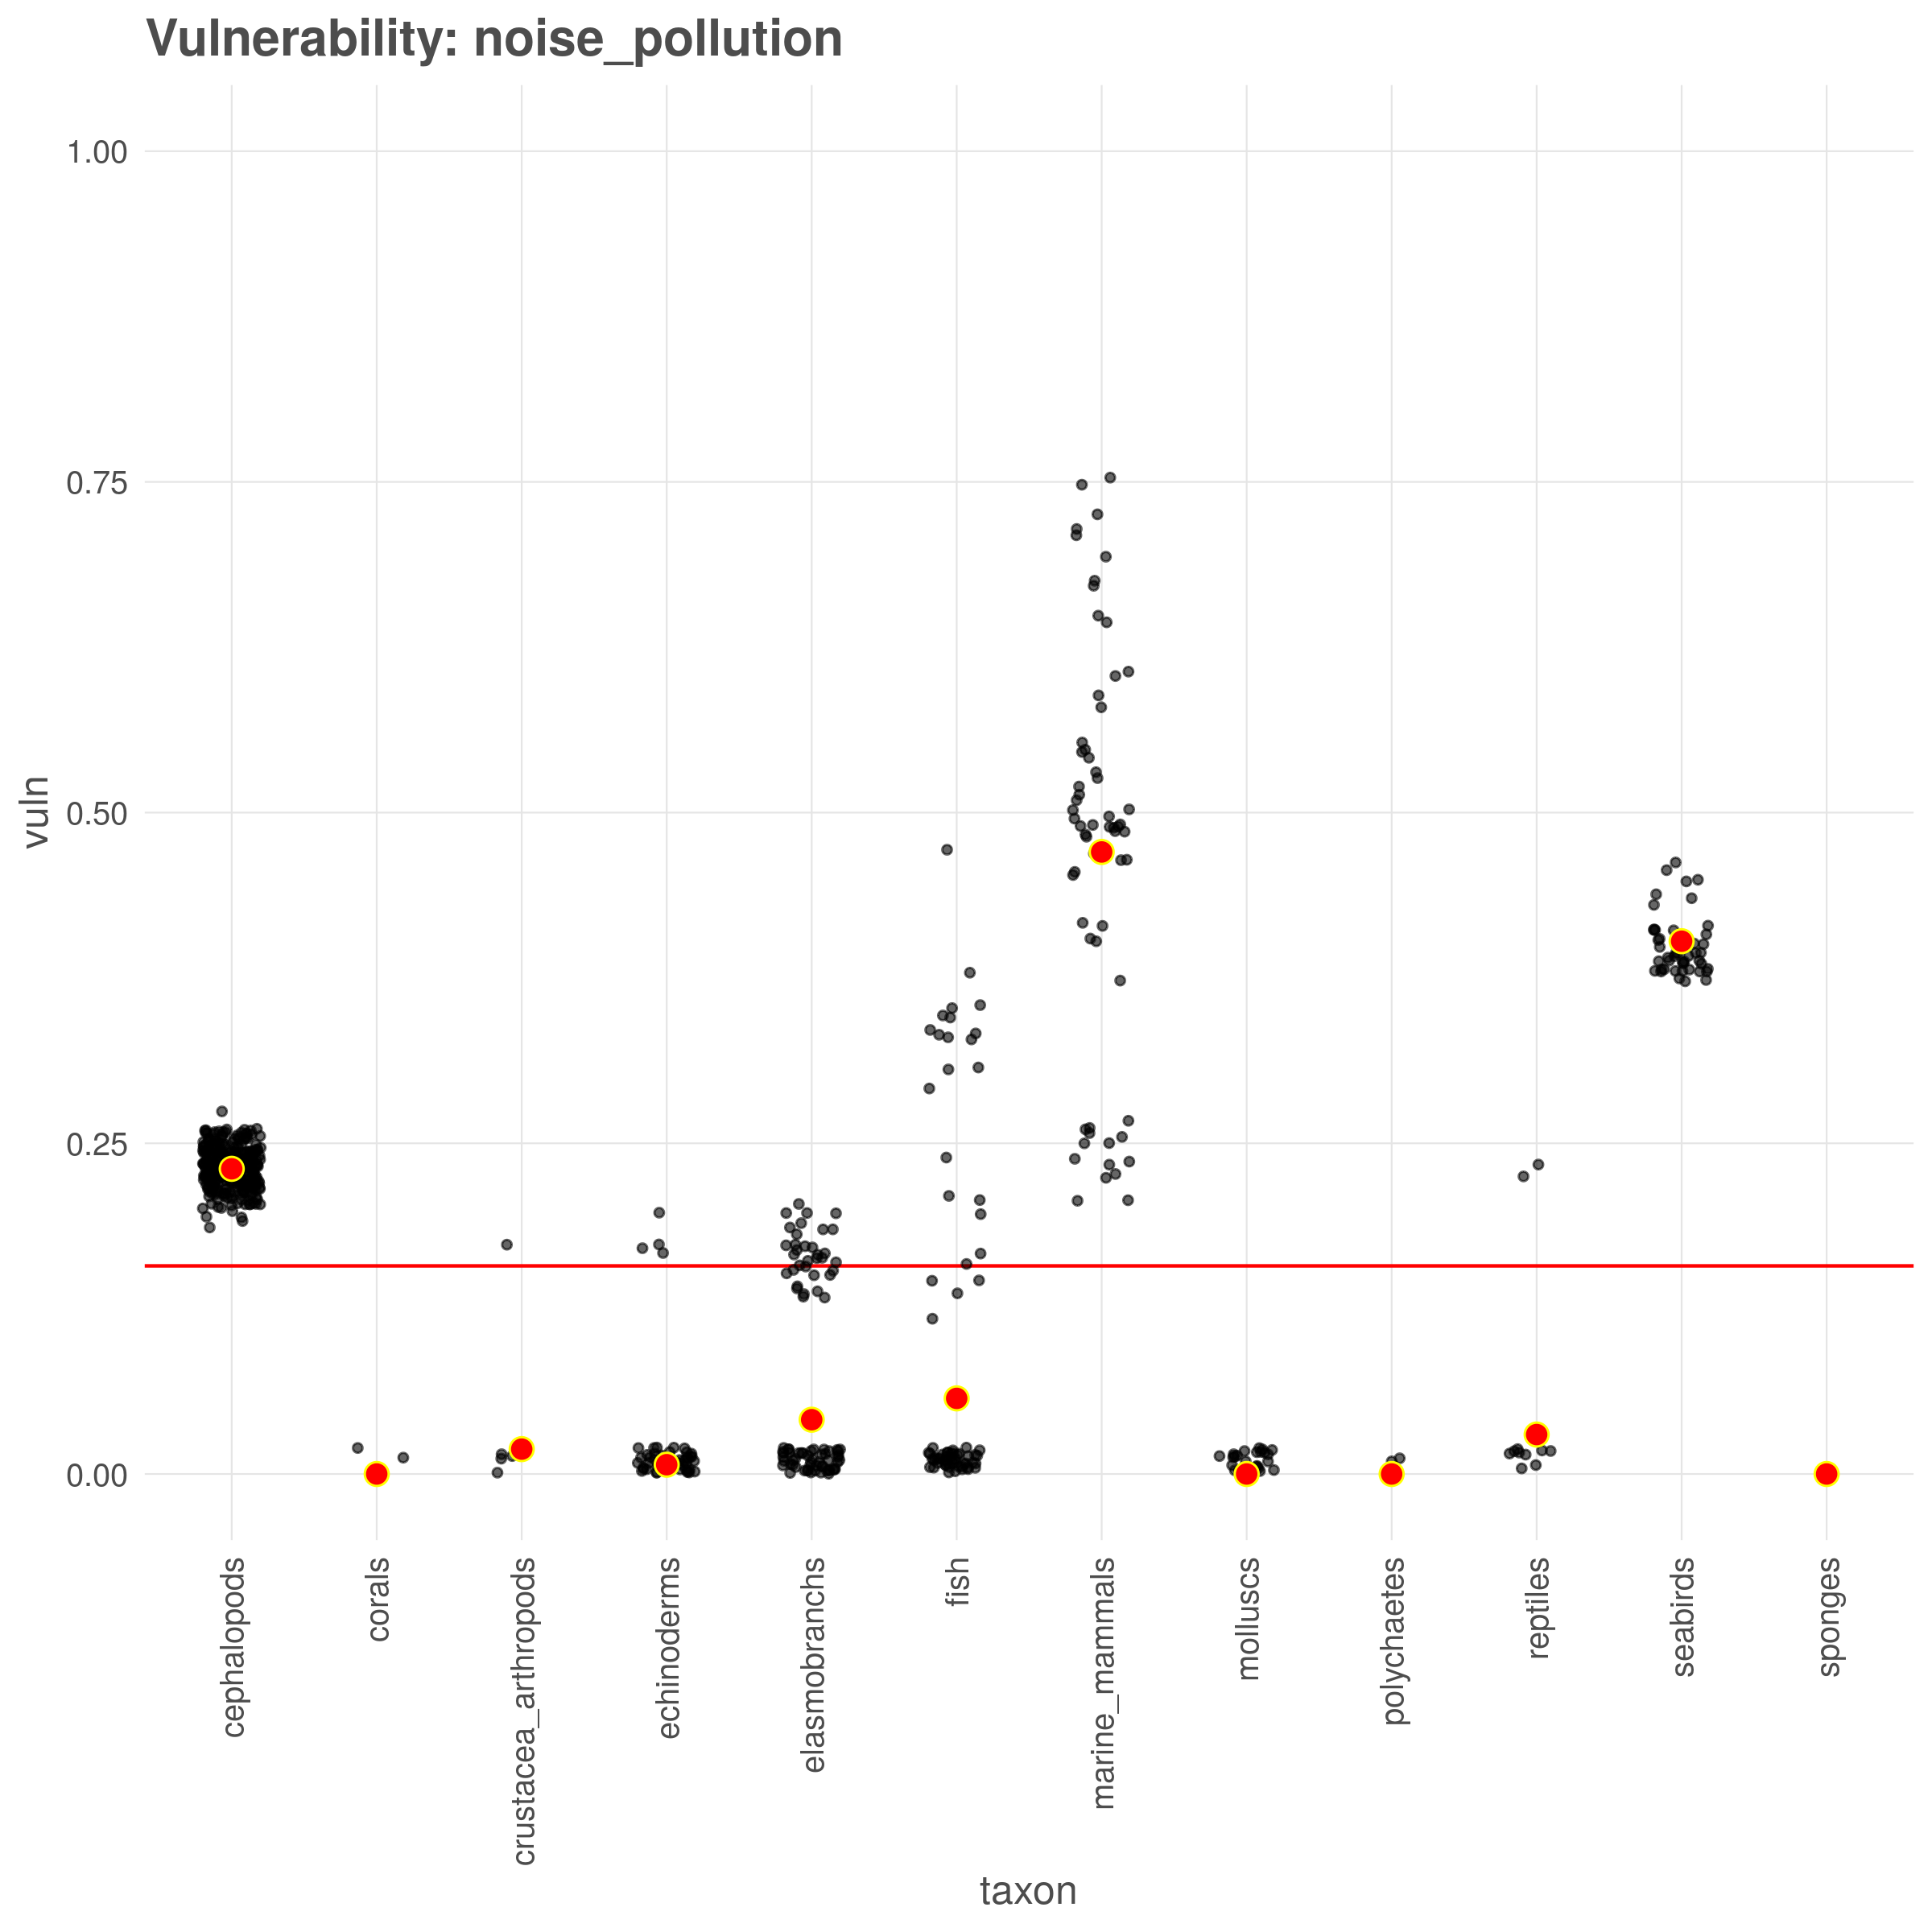 Vulnerability: noise_pollution
1.00
0.75
0.50
0.25
0.00
vuln
cephalopods
corals
crustacea_arthropods
echinoderms
elasmobranchs
fish
marine_mammals
molluscs
polychaetes
reptiles
seabirds
sponges
taxon